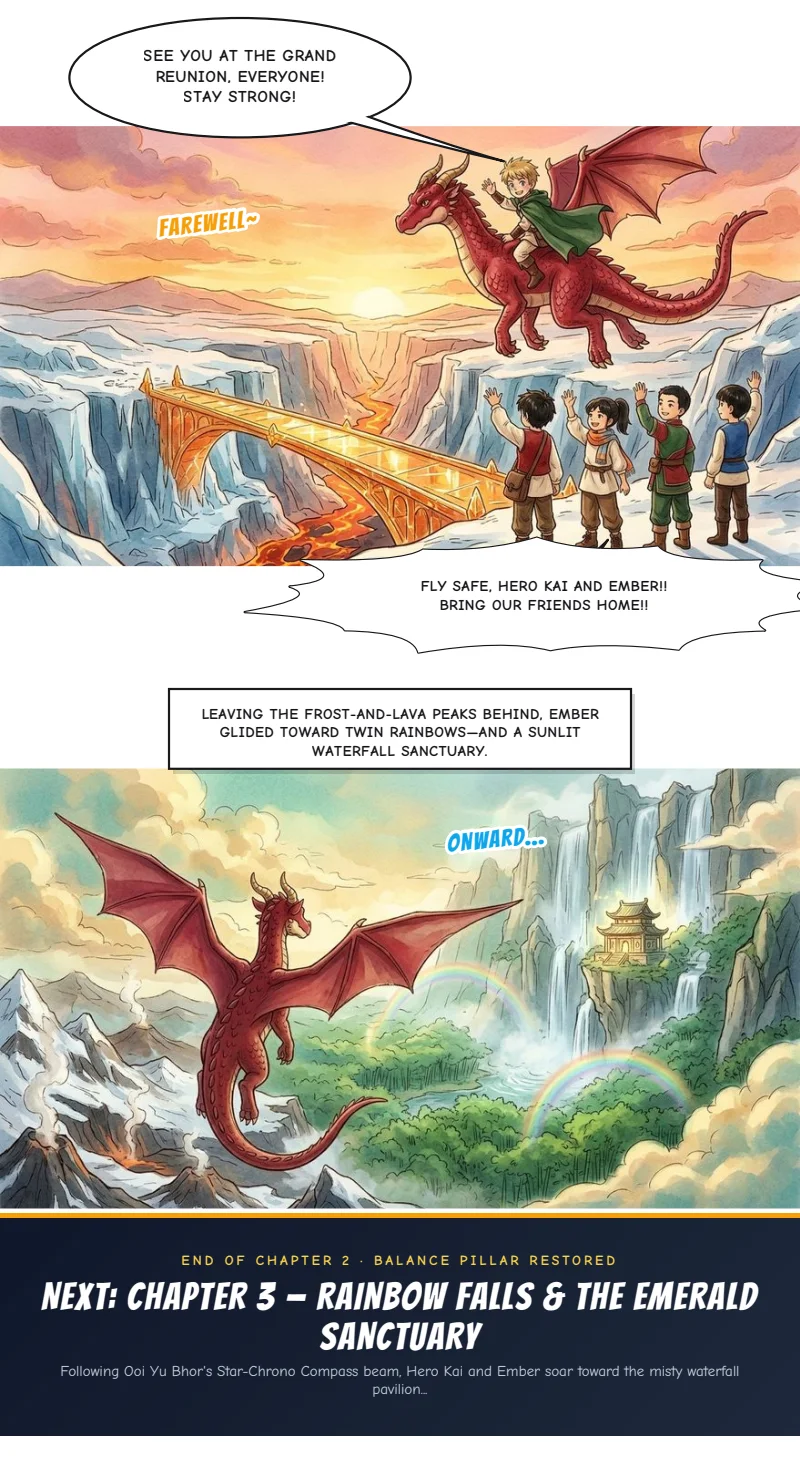 SEE YOU AT THE GRAND
REUNION, EVERYONE!
STAY STRONG!
FAREWELL~
FLY SAFE, HERO KAI AND EMBER!!
BRING OUR FRIENDS HOME!!
LEAVING THE FROST-AND-LAVA PEAKS BEHIND, EMBER
GLIDED TOWARD TWIN RAINBOWS—AND A SUNLIT
WATERFALL SANCTUARY.
ONWARD...
END OF CHAPTER 2 · BALANCE PILLAR RESTORED
NEXT: CHAPTER 3 — RAINBOW FALLS & THE EMERALD
SANCTUARY
Following Ooi Yu Bhor's Star-Chrono Compass beam, Hero Kai and Ember soar toward the misty waterfall
pavilion...